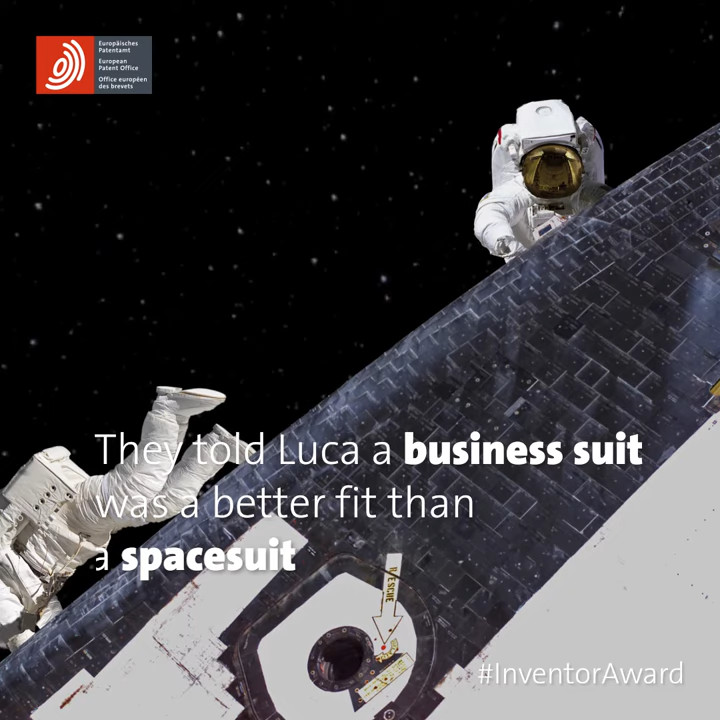 Europäisches
Patentamt
European
Patent Office
Office européen
des brevets
They told Luca a business suit
was a better fit than
a spacesuit
#InventorAward